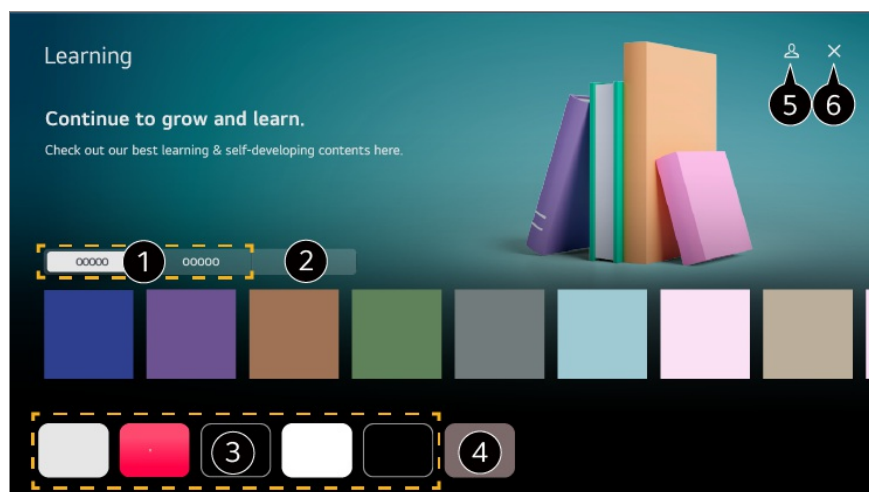 Learning
5 6
Continue to grow and learn.
Check out our best learning & self-developing contents here.
ooooo 1 ooooo 2
3 4